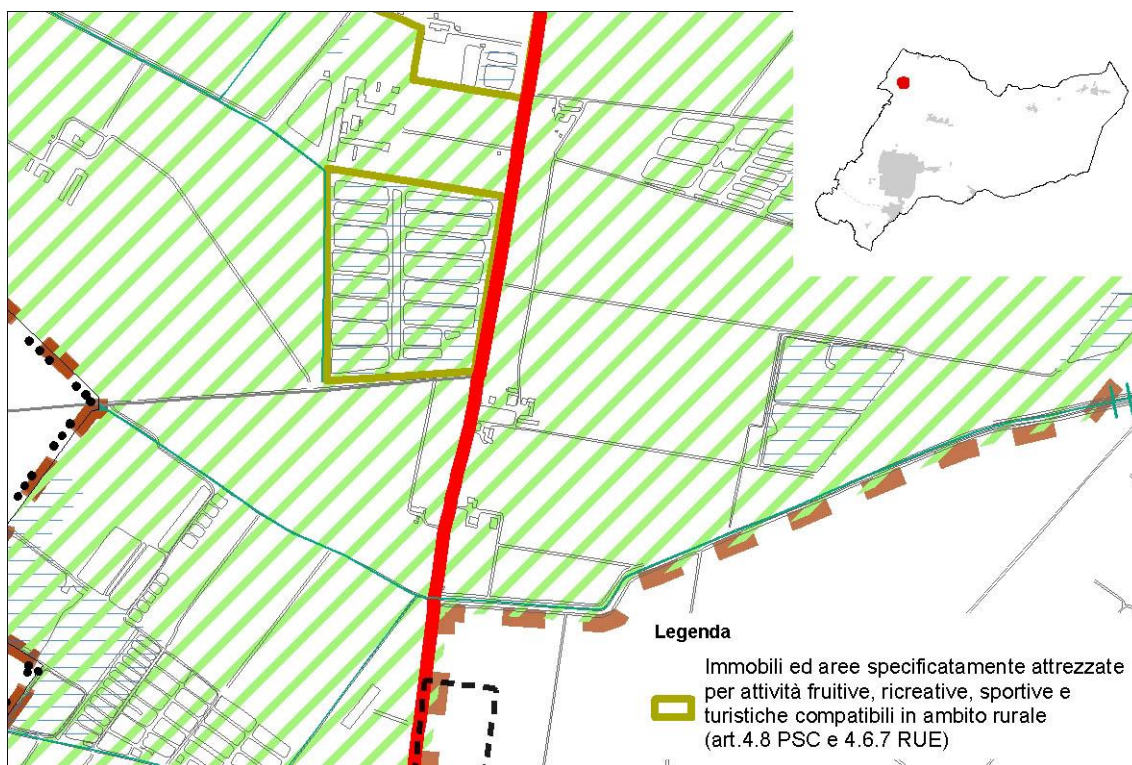 Legenda
Immobili ed aree specificatamente attrezzate
per attività fruitive, ricreative, sportive e
turistiche compatibili in ambito rurale
(art.4.8 PSC e 4.6.7 RUE)